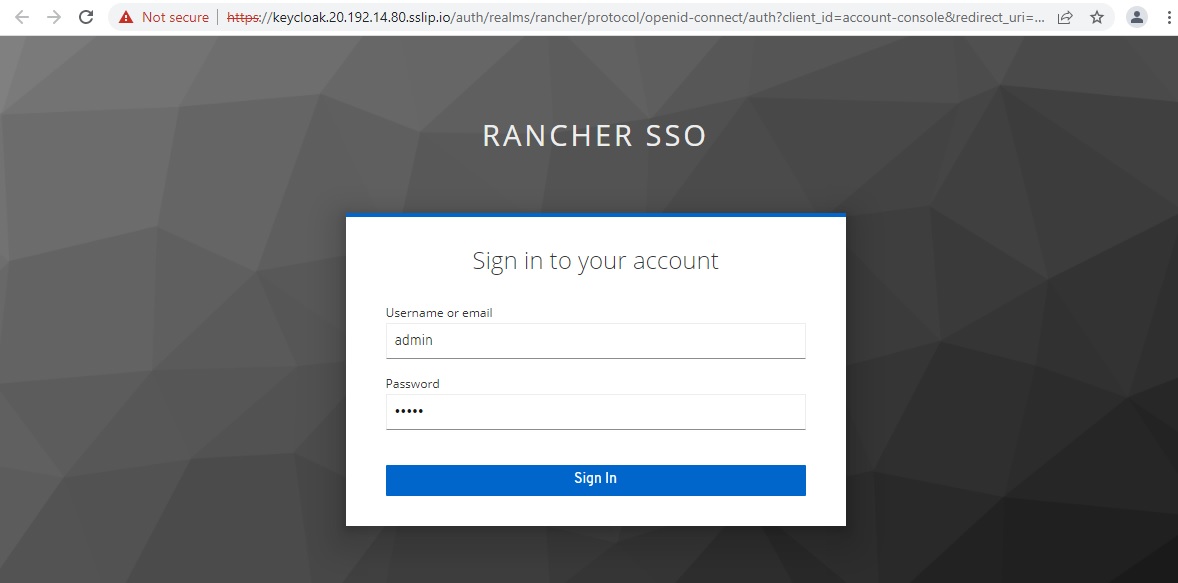 Not secure | https://keycloak.20.192.14.80.sslip.io/auth/realms/rancher/protocol/openid-connect/auth?client_id=account-console&redirect_uri=...
RANCHER SSO
Sign in to your account
Username or email
admin
Password
•••••
Sign In